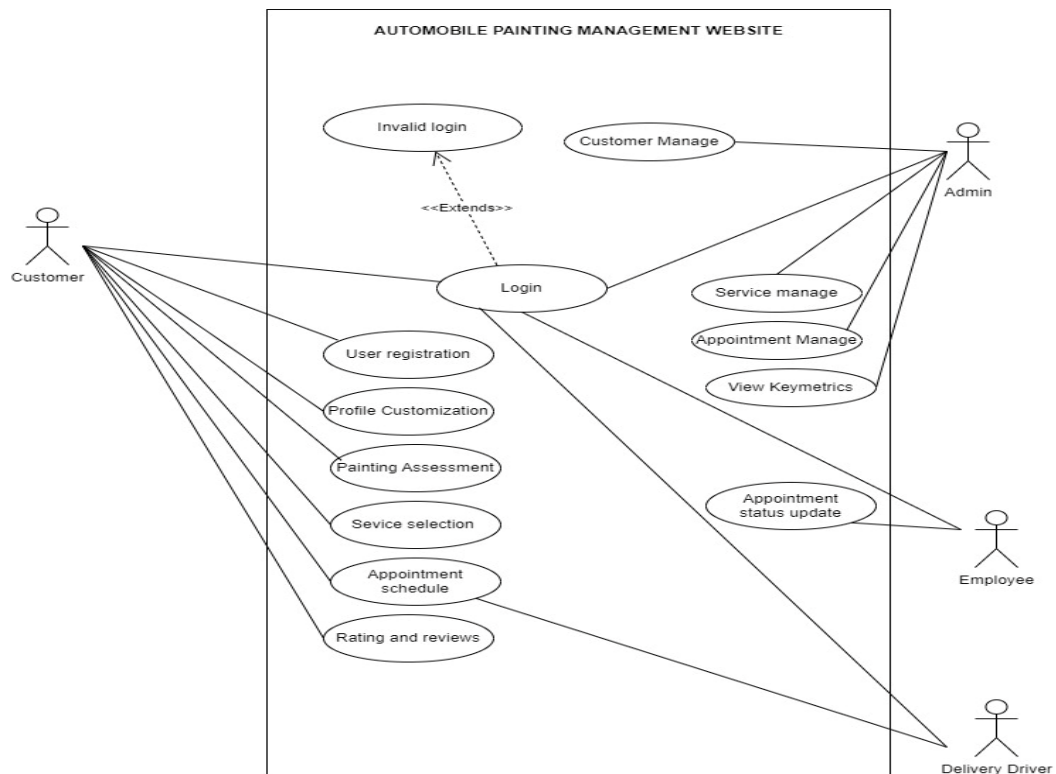 AUTOMOBILE PAINTING MANAGEMENT WEBSITE
Invalid login
Customer Manage
Admin
<<Extends>>
Customer
Login
Service manage
Appointment Manage
User registration
View Keymetrics
Profile Customization
Painting Assessment
Appointment
status update
Sevice selection
Employee
Appointment
schedule
Rating and reviews
Delivery Driver